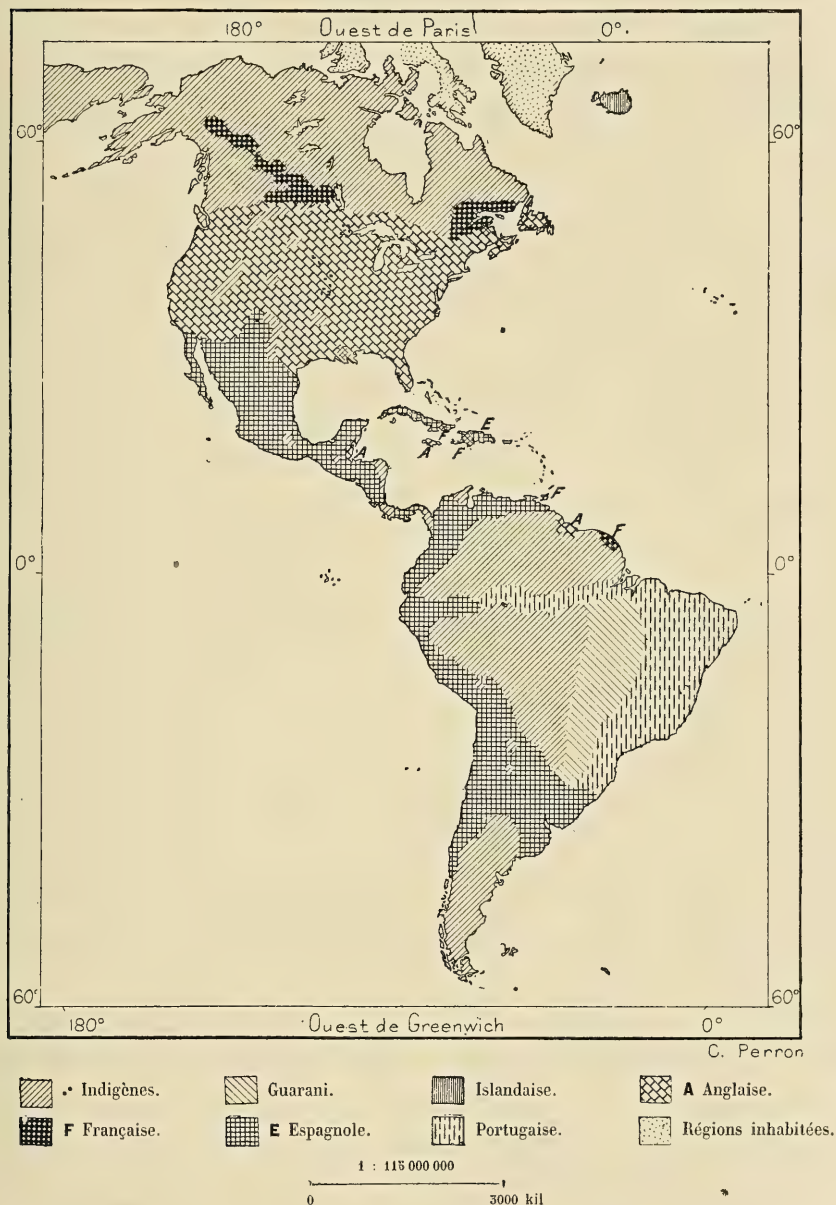 180° Ouest de Paris 0°
60° 60°
A E
F
A F
F
A
F
0° 0°
60° 60°
180° Ouest de Greenwich 0°
C. Perron
Indigènes. Guarani. Islandaise. A Anglaise.
F Française. E Espagnole. Portugaise. Régions inhabitées.
1 : 115 000 000
0 3000 kil